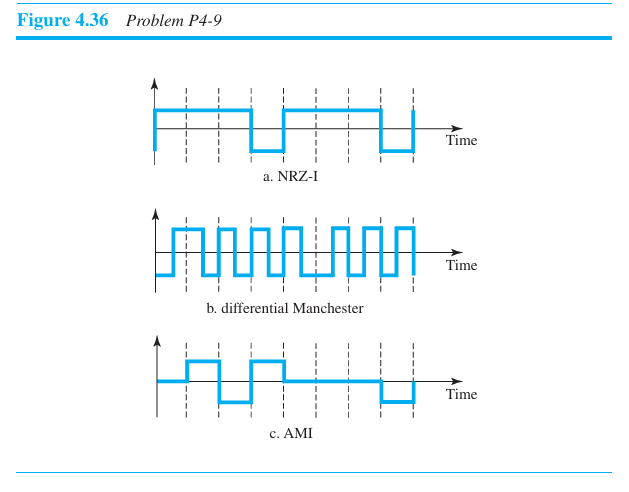 Figure 4.36 Problem P4-9
Time
a. NRZ-I
Time
b. differential Manchester
Time
c. AMI